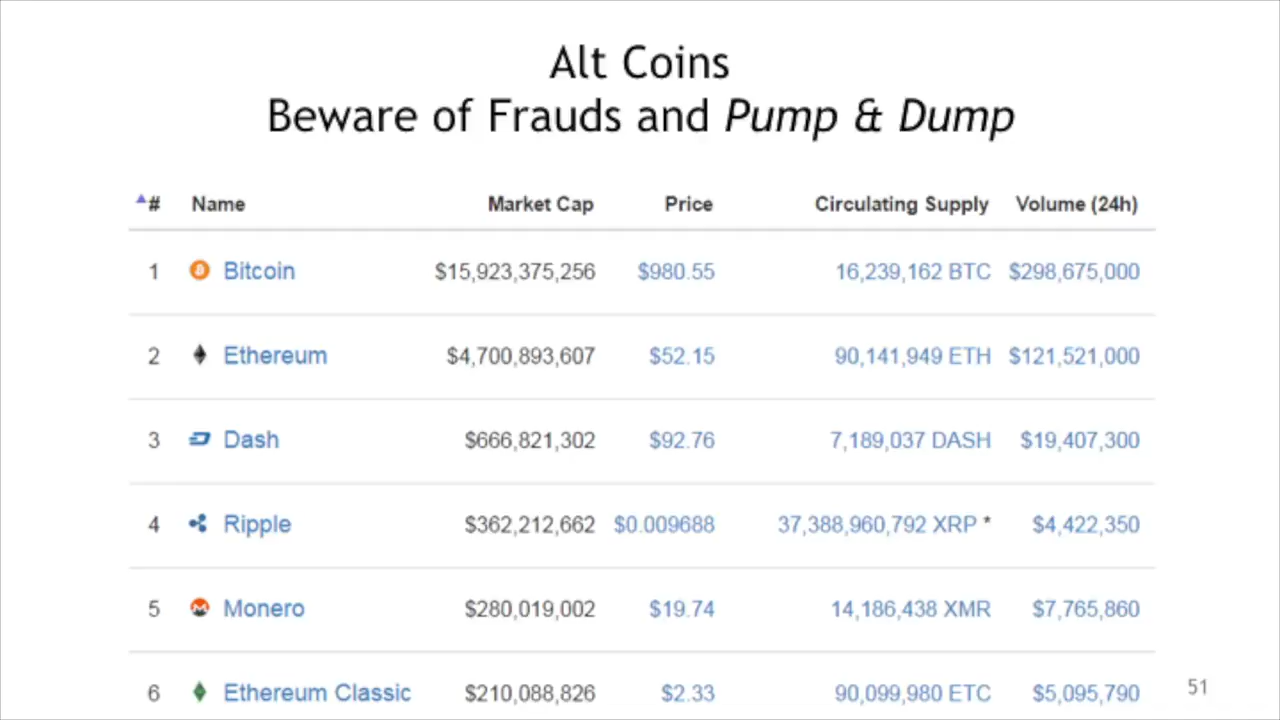 Alt Coins
Beware of Frauds and Pump & Dump
# Name Market Cap Price Circulating Supply Volume (24h)
1 Bitcoin $15,923,375,256 $980.55 16,239,162 BTC $298,675,000
2 Ethereum $4,700,893,607 $52.15 90,141,949 ETH $121,521,000
3 Dash $666,821,302 $92.76 7,189,037 DASH $19,407,300
4 Ripple $362,212,662 $0.009688 37,388,960,792 XRP * $4,422,350
5 Monero $280,019,002 $19.74 14,186,438 XMR $7,765,860
6 Ethereum Classic $210,088,826 $2.33 90,099,980 ETC $5,095,790
51